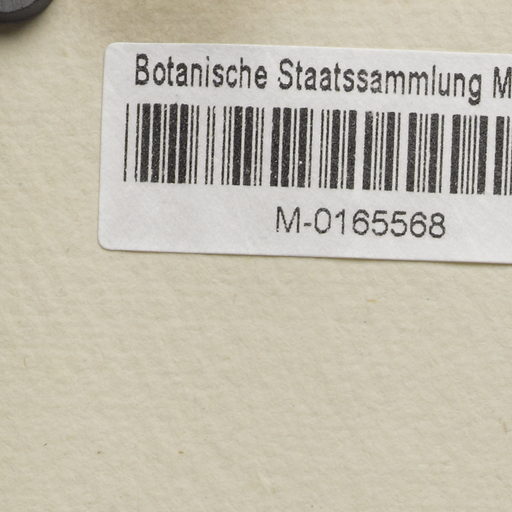 Botanische Staatssammlung M
M-0165568